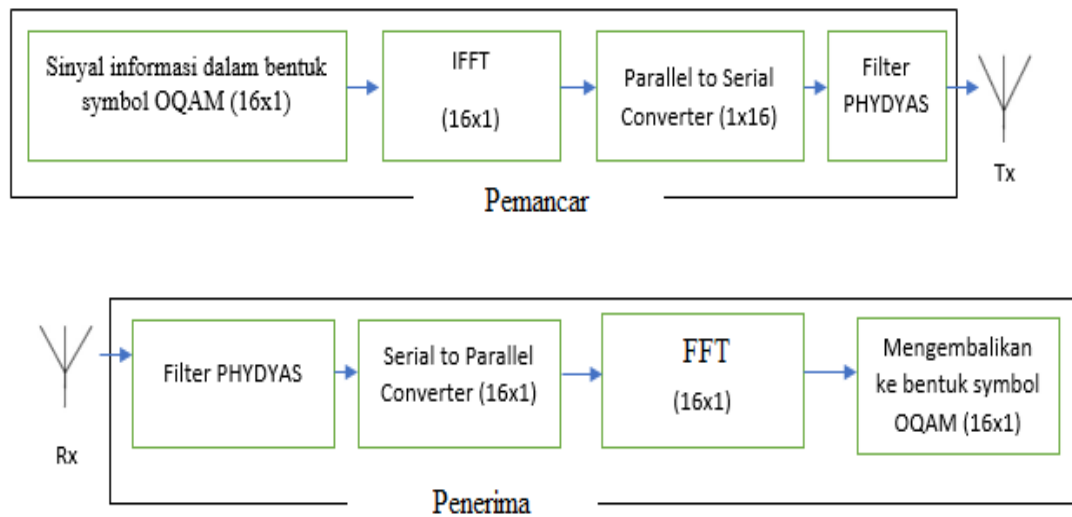 Sinyal informasi dalam bentuk
symbol OQAM (16x1)
IFFT
(16x1)
Parallel to Serial
Converter (1x16)
Filter
PHYDYAS
Tx
Pemancar
Rx
Filter PHYDYAS
Serial to Parallel
Converter (16x1)
FFT
(16x1)
Mengembalikan
ke bentuk symbol
OQAM (16x1)
Penerima